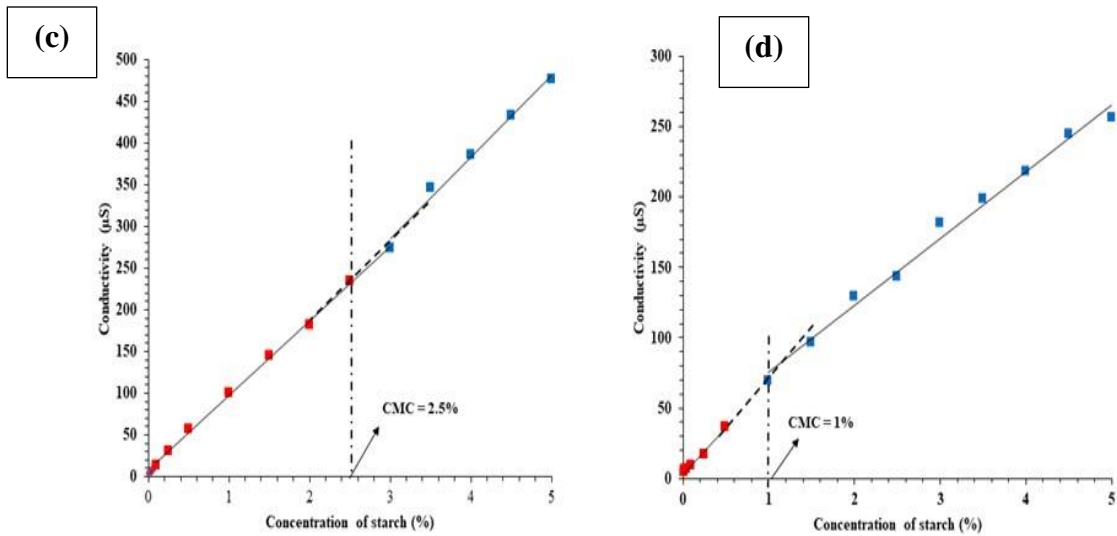 (c)
500
450
400
350
300
250
200
150
100
50
0
Conductivity (µS)
CMC = 2.5%
0 1 2 3 4 5
Concentration of starch (%)
(d)
300
250
200
150
100
50
0
Conductivity (µS)
CMC = 1%
0 1 2 3 4 5
Concentration of starch (%)